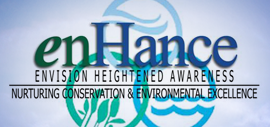 enHance
ENVISION HEIGHTENED AWARENESS
NURTURING CONSERVATION & ENVIRONMENTAL EXCELLENCE